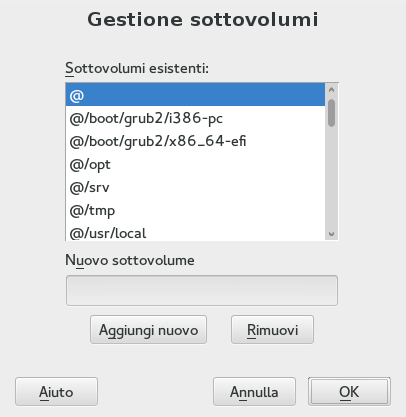 Gestione sottovolumi
Sottovolumi esistenti:
@
@/boot/grub2/i386-pc
@/boot/grub2/x86_64-efi
@/opt
@/srv
@/tmp
@/usr/local
Nuovo sottovolume
Aggiungi nuovo Rimuovi
Aiuto Annulla OK